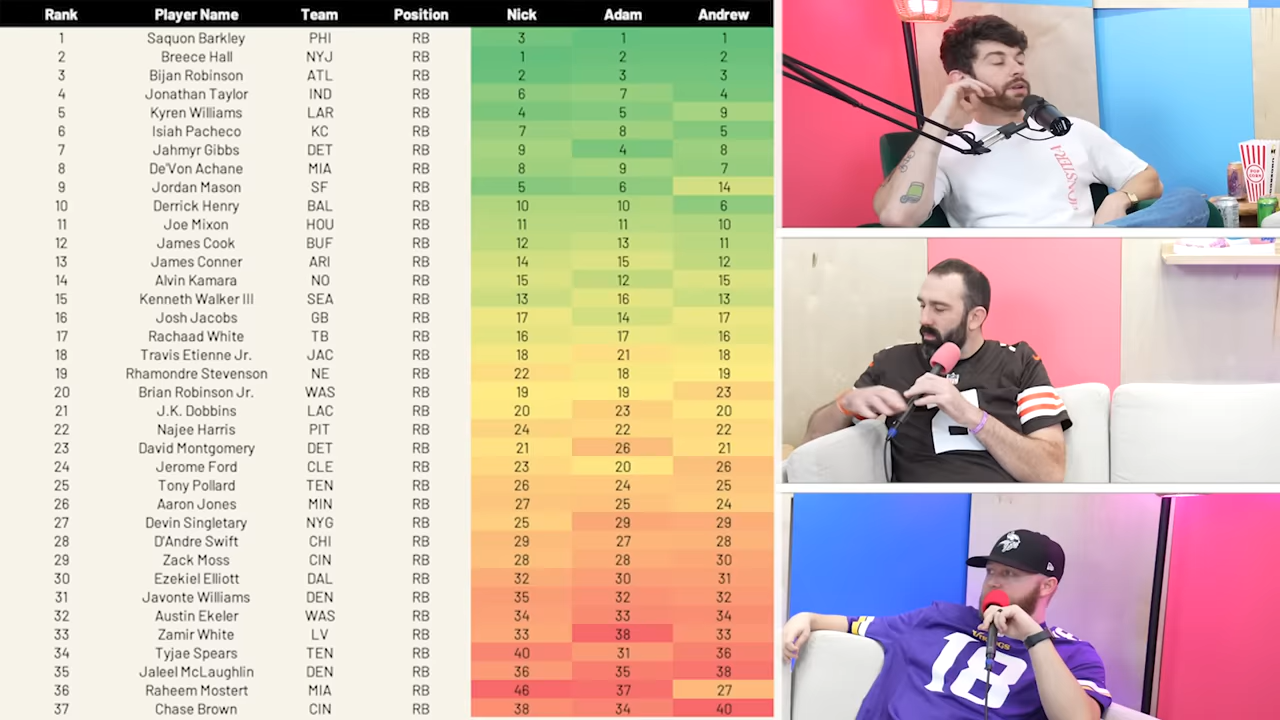 Rank Player Name Team Position Nick Adam Andrew
1 Saquon Barkley PHI RB 3 1 1
2 Breece Hall NYJ RB 1 2 2
3 Bijan Robinson ATL RB 2 3 3
4 Jonathan Taylor IND RB 6 7 4
5 Kyren Williams LAR RB 4 5 9
6 Isiah Pacheco KC RB 7 8 5
7 Jahmyr Gibbs DET RB 9 4 8
8 De'Von Achane MIA RB 8 9 7
9 Jordan Mason SF RB 5 6 14
10 Derrick Henry BAL RB 10 10 6
11 Joe Mixon HOU RB 11 11 10
12 James Cook BUF RB 12 13 11
13 James Conner ARI RB 14 15 12
14 Alvin Kamara NO RB 15 12 15
15 Kenneth Walker III SEA RB 13 16 13
16 Josh Jacobs GB RB 17 14 17
17 Rachaad White TB RB 16 17 16
18 Travis Etienne Jr. JAC RB 18 21 18
19 Rhamondre Stevenson NE RB 22 18 19
20 Brian Robinson Jr. WAS RB 19 19 23
21 J.K. Dobbins LAC RB 20 23 20
22 Najee Harris PIT RB 24 22 22
23 David Montgomery DET RB 21 26 21
24 Jerome Ford CLE RB 23 20 26
25 Tony Pollard TEN RB 26 24 25
26 Aaron Jones MIN RB 27 25 24
27 Devin Singletary NYG RB 25 29 29
28 D'Andre Swift CHI RB 29 27 28
29 Zack Moss CIN RB 28 28 30
30 Ezekiel Elliott DAL RB 32 30 31
31 Javonte Williams DEN RB 35 32 32
32 Austin Ekeler WAS RB 34 33 34
33 Zamir White LV RB 33 38 33
34 Tyjae Spears TEN RB 40 31 36
35 Jaleel McLaughlin DEN RB 36 35 38
36 Raheem Mostert MIA RB 46 37 27
37 Chase Brown CIN RB 38 34 40
POP CORN
2
VIKINGS
18
18